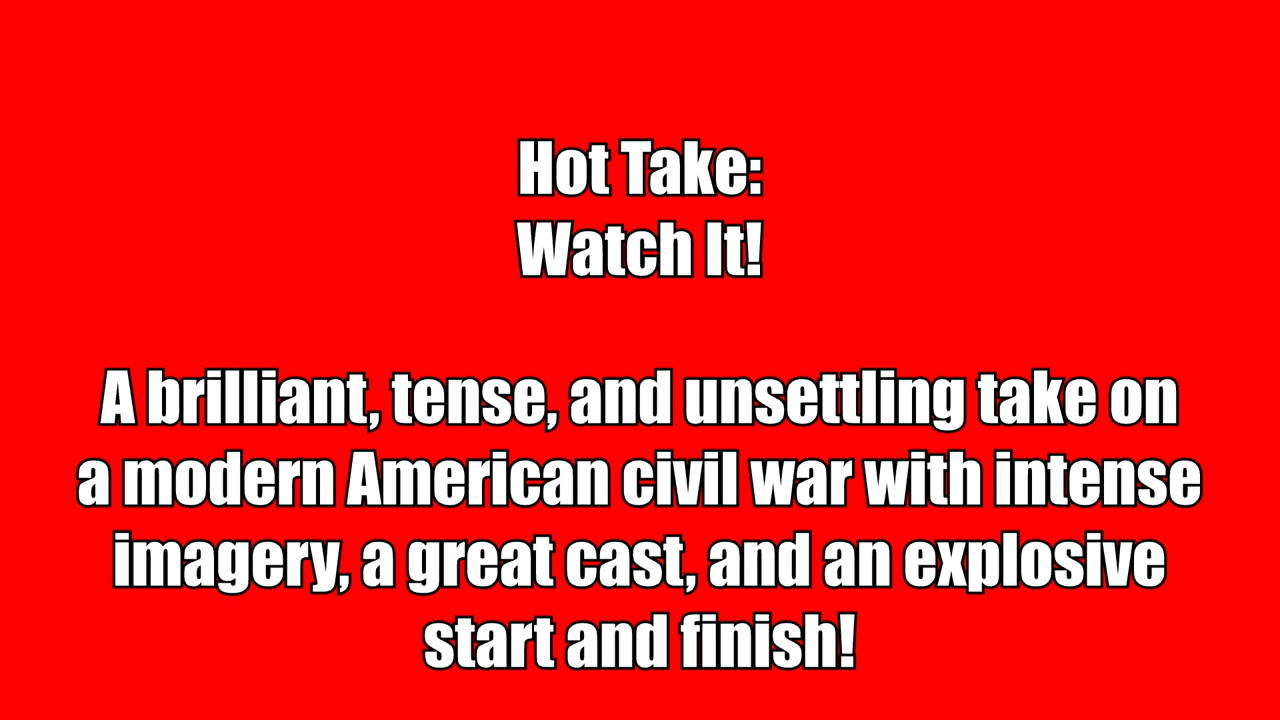 Hot Take:
Watch It!
A brilliant, tense, and unsettling take on
a modern American civil war with intense
imagery, a great cast, and an explosive
start and finish!